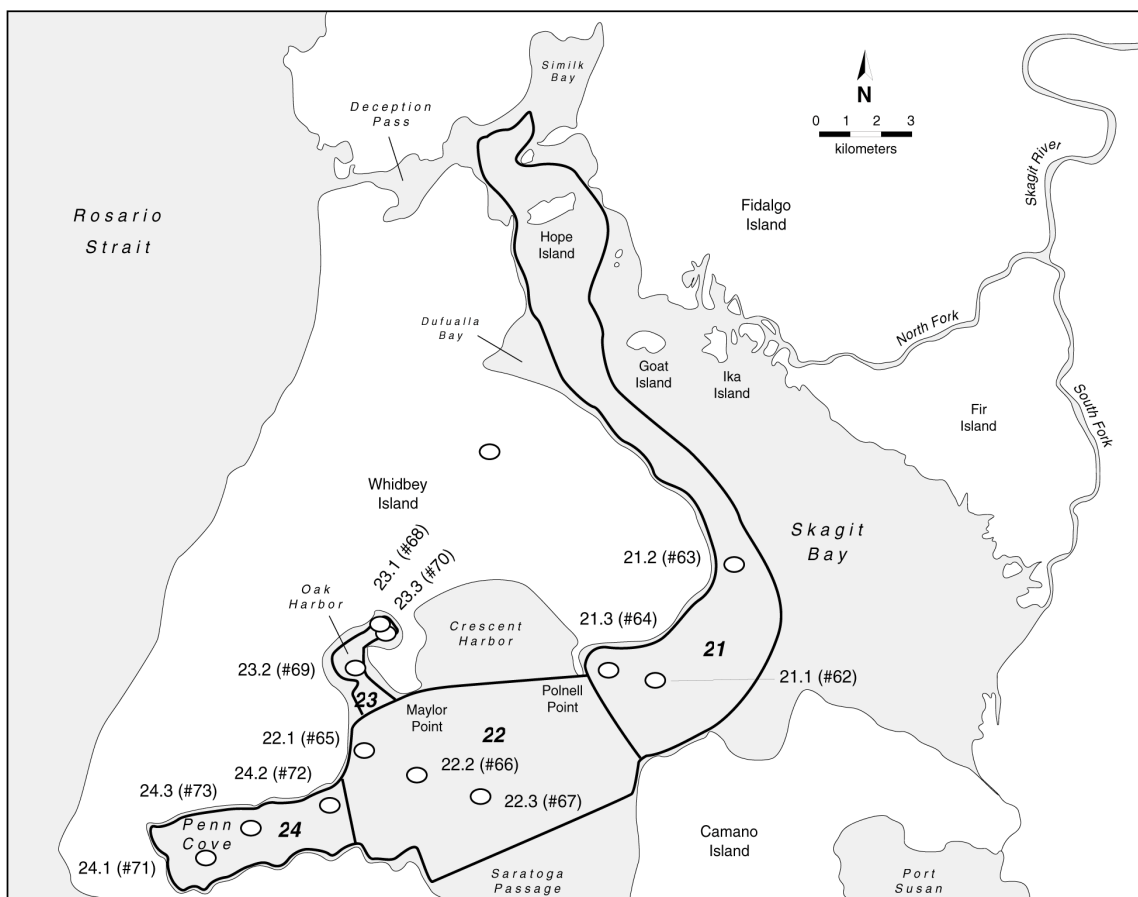 Similk
Bay
Deception
Pass
N
0 1 2 3
kilometers
Skagit River
Rosario
Strait
Fidalgo
Island
Hope
Island
Dufualla
Bay
North Fork
Goat
Island
Ika
Island
South Fork
Fir
Island
Whidbey
Island
Skagit
Bay
23.1 (#68)
23.3 (#70)
21.2 (#63)
Oak
Harbor
21.3 (#64)
Crescent
Harbor
21
23.2 (#69)
21.1 (#62)
23
Polnell
Point
Maylor
Point
22
22.1 (#65)
22.2 (#66)
24.2 (#72)
24.3 (#73)
22.3 (#67)
Penn
Cove
24
Camano
Island
24.1 (#71)
Saratoga
Passage
Port
Susan